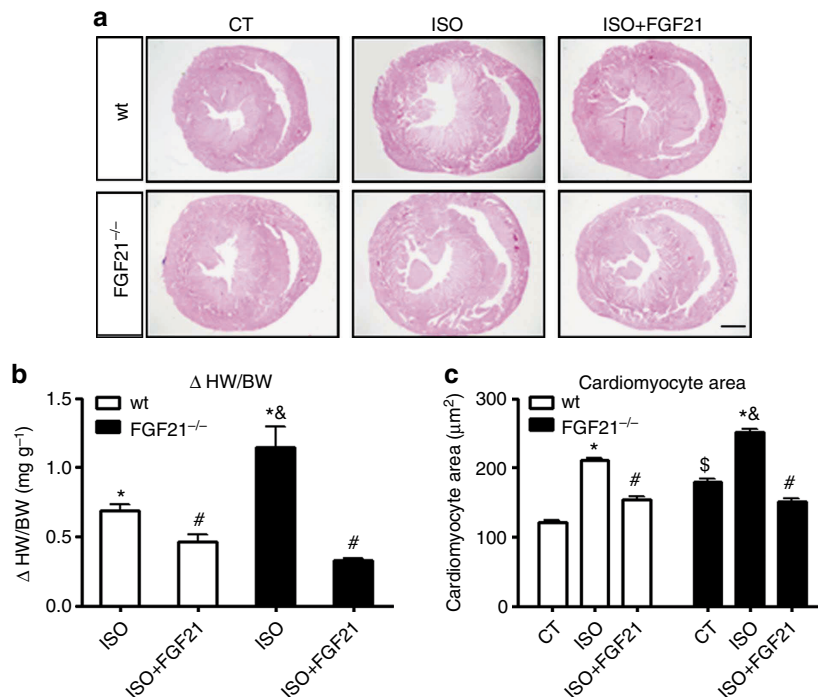 a
CT ISO ISO+FGF21
wt
FGF21⁻/⁻
b
Δ HW/BW
Δ HW/BW (mg g⁻¹)
1.5
1.0
0.5
0.0
wt
FGF21⁻/⁻
*
#
*&
#
ISO
ISO+FGF21
ISO
ISO+FGF21
c
Cardiomyocyte area
Cardiomyocyte area (μm²)
300
200
100
0
wt
FGF21⁻/⁻
*
#
$
*&
#
CT
ISO
ISO+FGF21
CT
ISO
ISO+FGF21